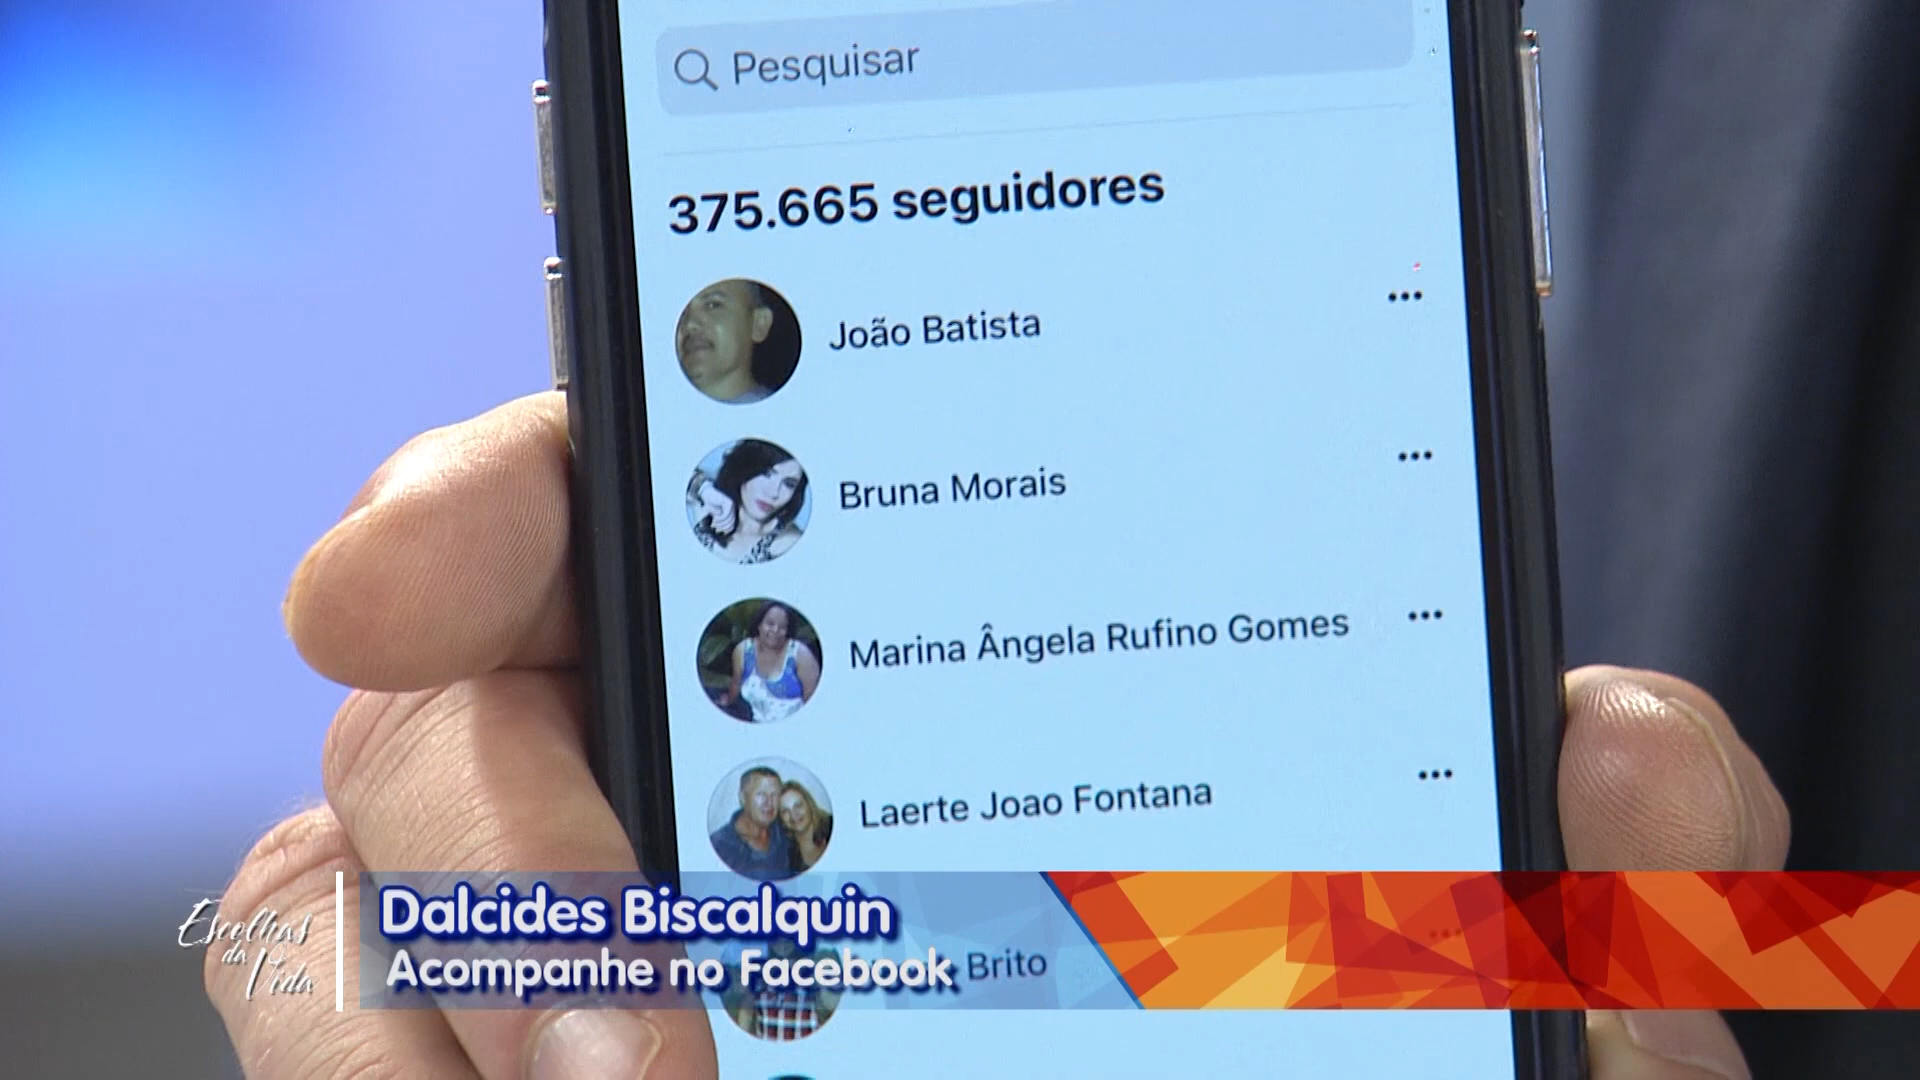 Pesquisar
375.665 seguidores
João Batista
Bruna Morais
Marina Ângela Rufino Gomes
Laerte Joao Fontana
Brito
Escolhas
da
Vida
Dalcides Biscalquin
Acompanhe no Facebook